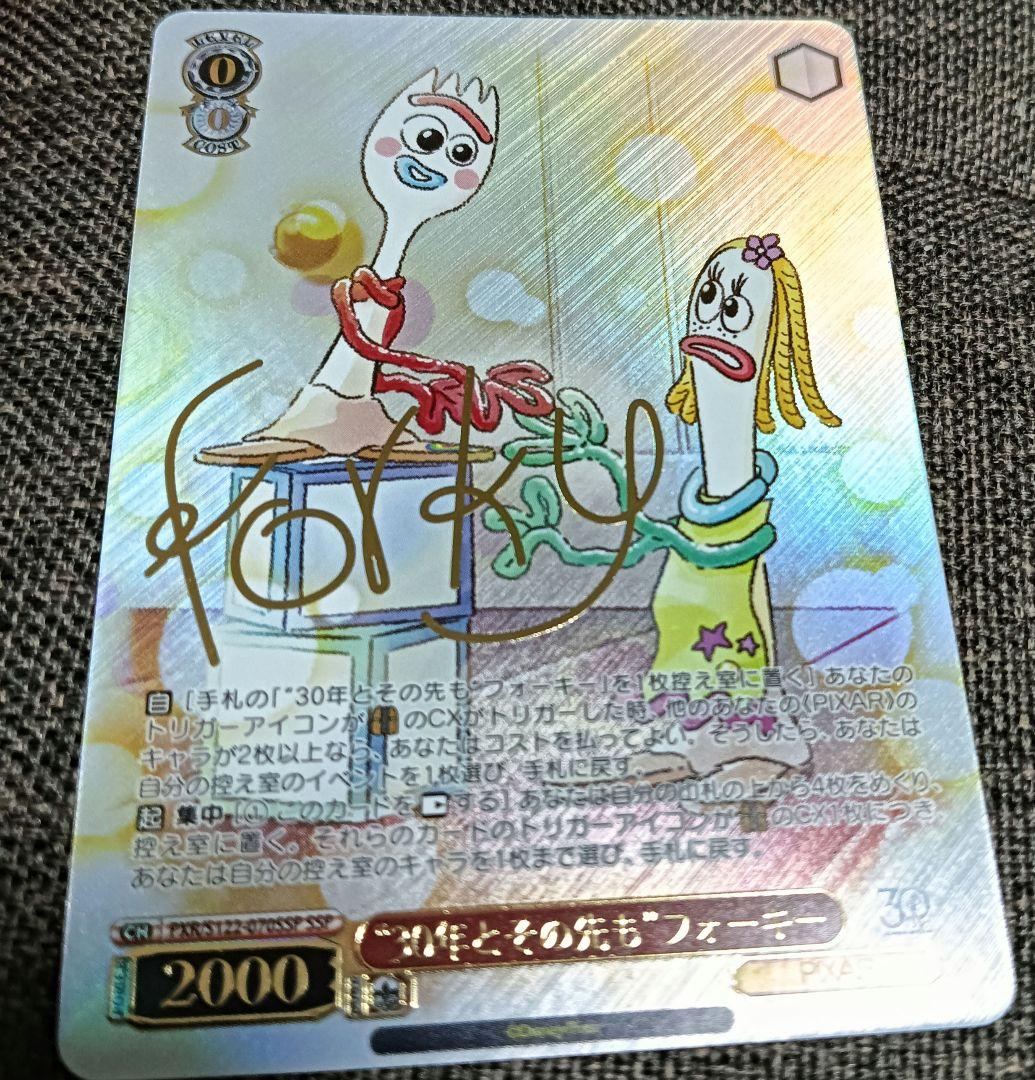 LEVEL
0
0
COST
Forky
自 [手札の「“30年とその先も”フォーキー」を1枚控え室に置く] あなたの
トリガーアイコンが のCXがトリガーした時、他のあなたの《PIXAR》の
キャラが2枚以上なら、あなたはコストを払ってよい。そうしたら、あなたは
自分の控え室のイベントを1枚選び、手札に戻す。
起 集中 [① このカードを する] あなたは自分の山札の上から4枚をめくり、
控え室に置く。それらのカードのトリガーアイコンが のCX1枚につき、
あなたは自分の控え室のキャラを1枚まで選び、手札に戻す。
CH PXR/S122-070SSP SSP
“30年とその先も”フォーキー
30
POWER 2000
PIXAR
©Disney/Pixar